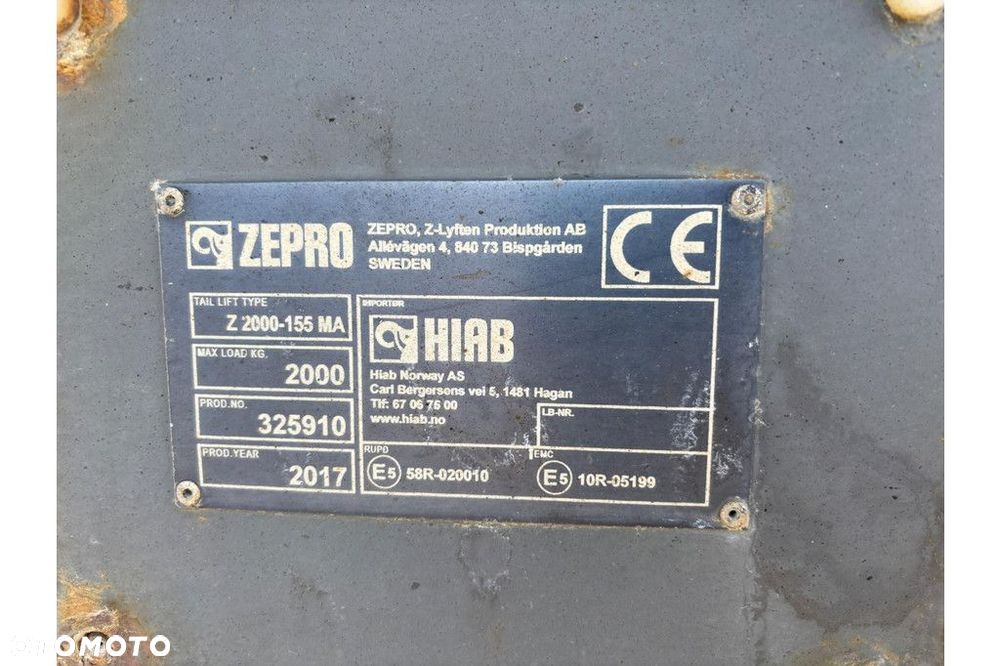 ZEPRO
ZEPRO, Z-Lyften Produktion AB
Allévägen 4, 840 73 Bispgården
SWEDEN
CE
TAIL LIFT TYPE
Z 2000-155 MA
MAX LOAD KG.
2000
PROD.NO.
325910
PROD.YEAR
2017
IMPORTØR
HIAB
Hiab Norway AS
Carl Bergersens vei 5, 1481 Hagan
Tlf: 67 06 75 00
www.hiab.no
LB-NR.
RUPD
E5 58R-020010
EMC
E5 10R-05199
OTOMOTO